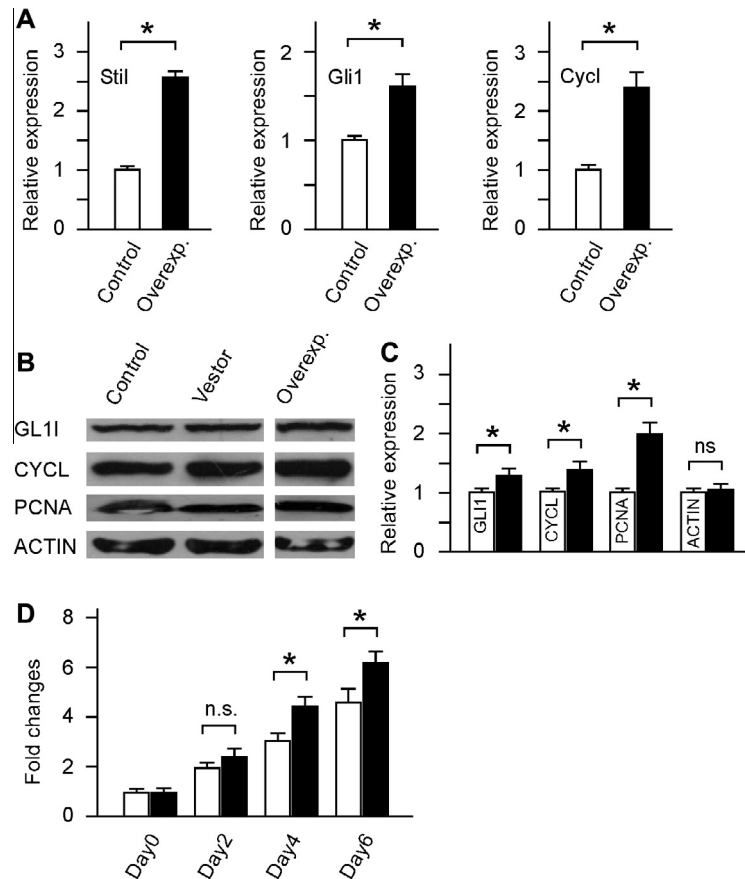 A
Relative expression
3
2
1
0
Stil
*
Control
Overexp.
Relative expression
2
1
0
Gli1
*
Control
Overexp.
Relative expression
3
2
1
0
Cycl
*
Control
Overexp.
B
Control
Vestor
Overexp.
GL1I
CYCL
PCNA
ACTIN
C
Relative expression
3
2
1
0
*
*
*
ns
GLI1
CYCL
PCNA
ACTIN
D
Fold changes
8
6
4
2
0
n.s.
*
*
Day0
Day2
Day4
Day6